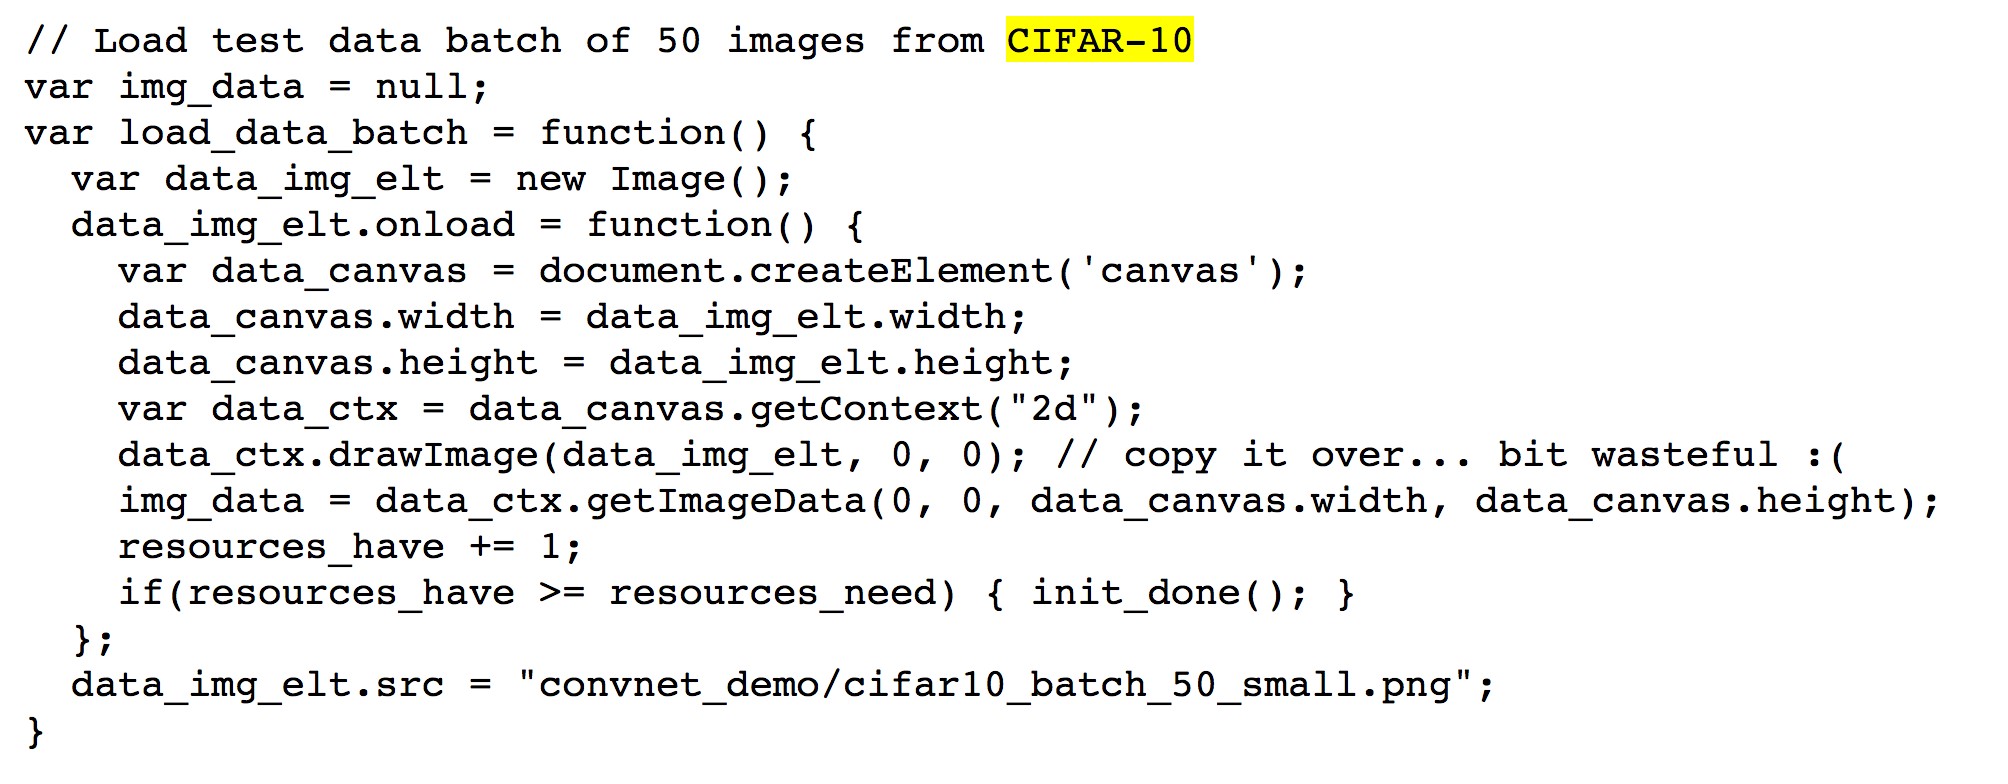 // Load test data batch of 50 images from CIFAR-10
var img_data = null;
var load_data_batch = function() {
  var data_img_elt = new Image();
  data_img_elt.onload = function() {
    var data_canvas = document.createElement('canvas');
    data_canvas.width = data_img_elt.width;
    data_canvas.height = data_img_elt.height;
    var data_ctx = data_canvas.getContext("2d");
    data_ctx.drawImage(data_img_elt, 0, 0); // copy it over... bit wasteful :(
    img_data = data_ctx.getImageData(0, 0, data_canvas.width, data_canvas.height);
    resources_have += 1;
    if(resources_have >= resources_need) { init_done(); }
  };
  data_img_elt.src = "convnet_demo/cifar10_batch_50_small.png";
}